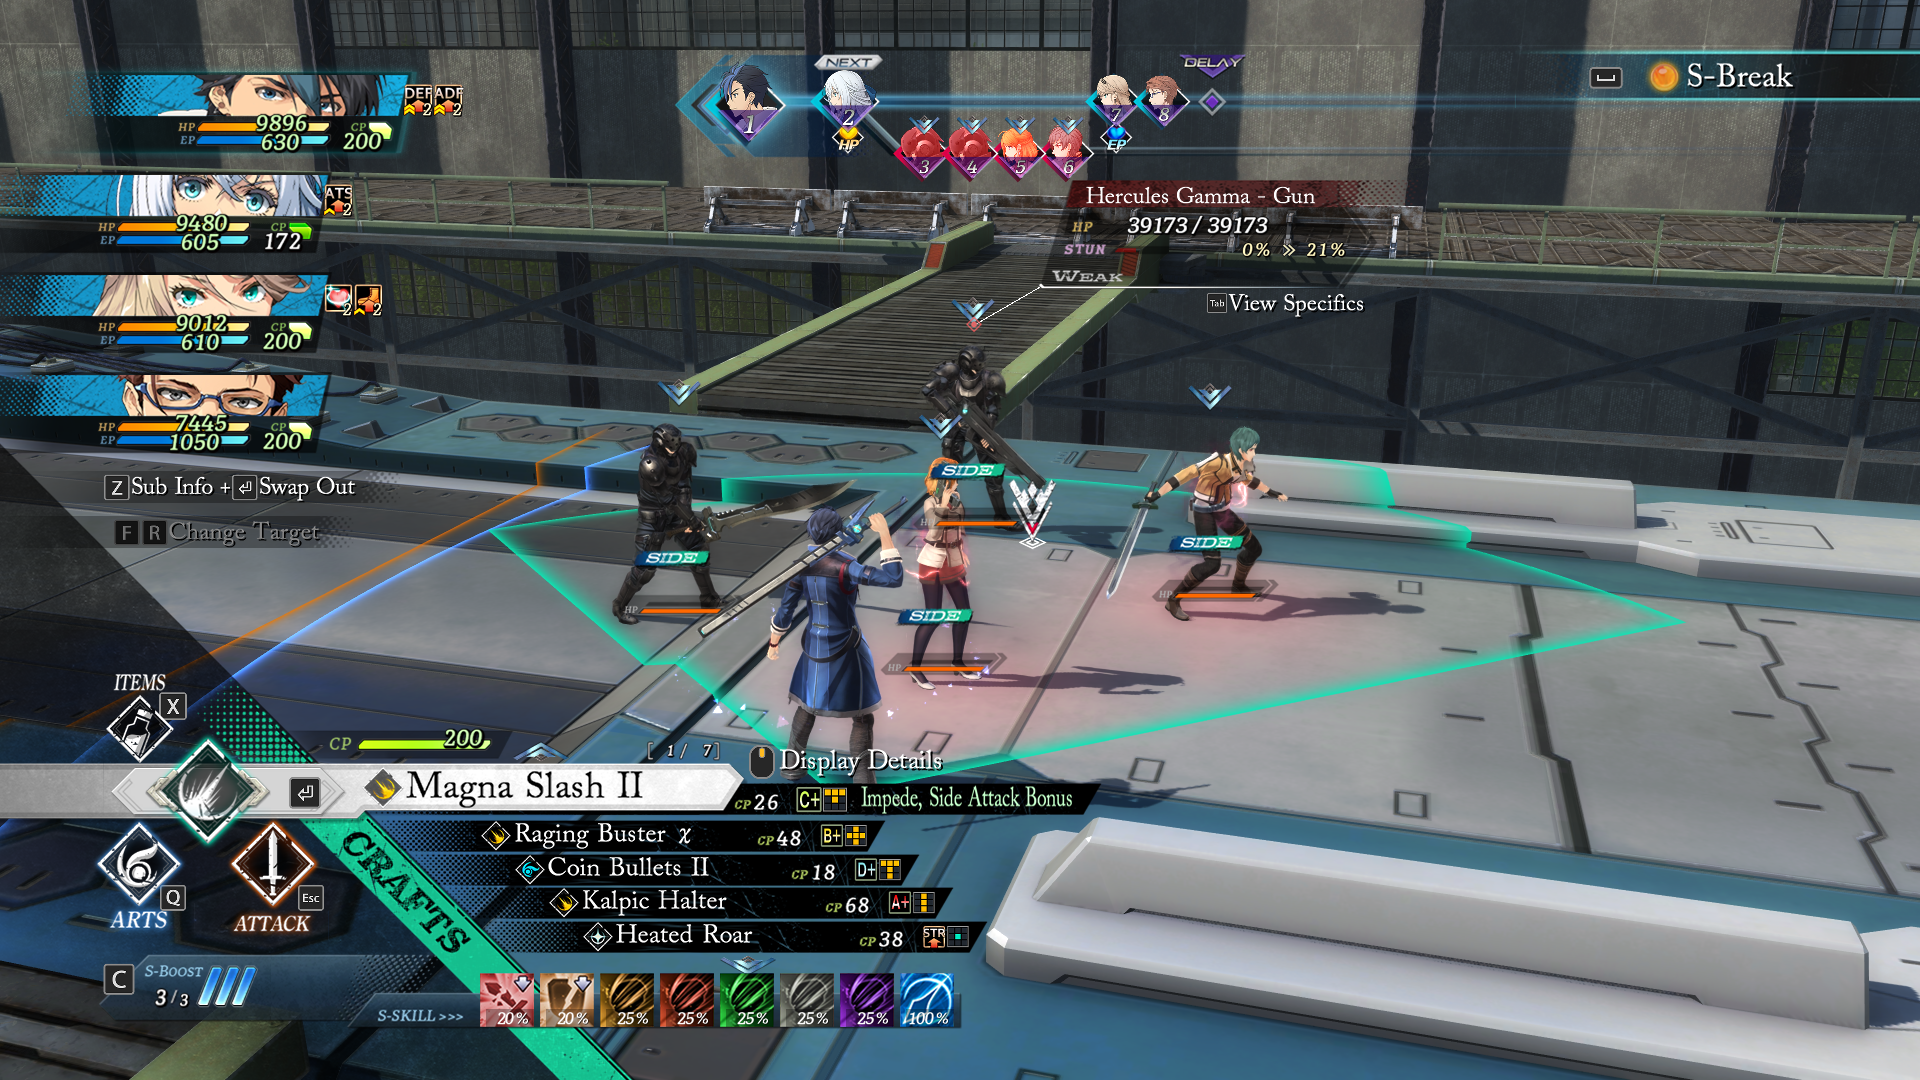 NEXT
DELAY
S-Break
1
2
HP
3
4
5
6
7
EP
8
DEF 2 ADF 2
HP 9896
EP 630
CP 200
ATS 2
HP 9480
EP 605
CP 172
2 2
HP 9012
EP 610
CP 200
HP 7445
EP 1050
CP 200
Hercules Gamma - Gun
HP 39173 / 39173
STUN 0% » 21%
WEAK
Tab View Specifics
Z Sub Info + ⏎ Swap Out
F R Change Target
SIDE
SIDE
SIDE
SIDE
HP
HP
HP
HP
ITEMS
X
CP 200
[ 1 / 7 ]
Display Details
Magna Slash II
CP 26 C+ Impede, Side Attack Bonus
Raging Buster χ CP 48 B+
Coin Bullets II CP 18 D+
Kalpic Halter CP 68 A+
Heated Roar CP 38 STR
CRAFTS
Q
ARTS
Esc
ATTACK
C
S-BOOST
3/3
S-SKILL >>>
20% 20% 25% 25% 25% 25% 25% 100%